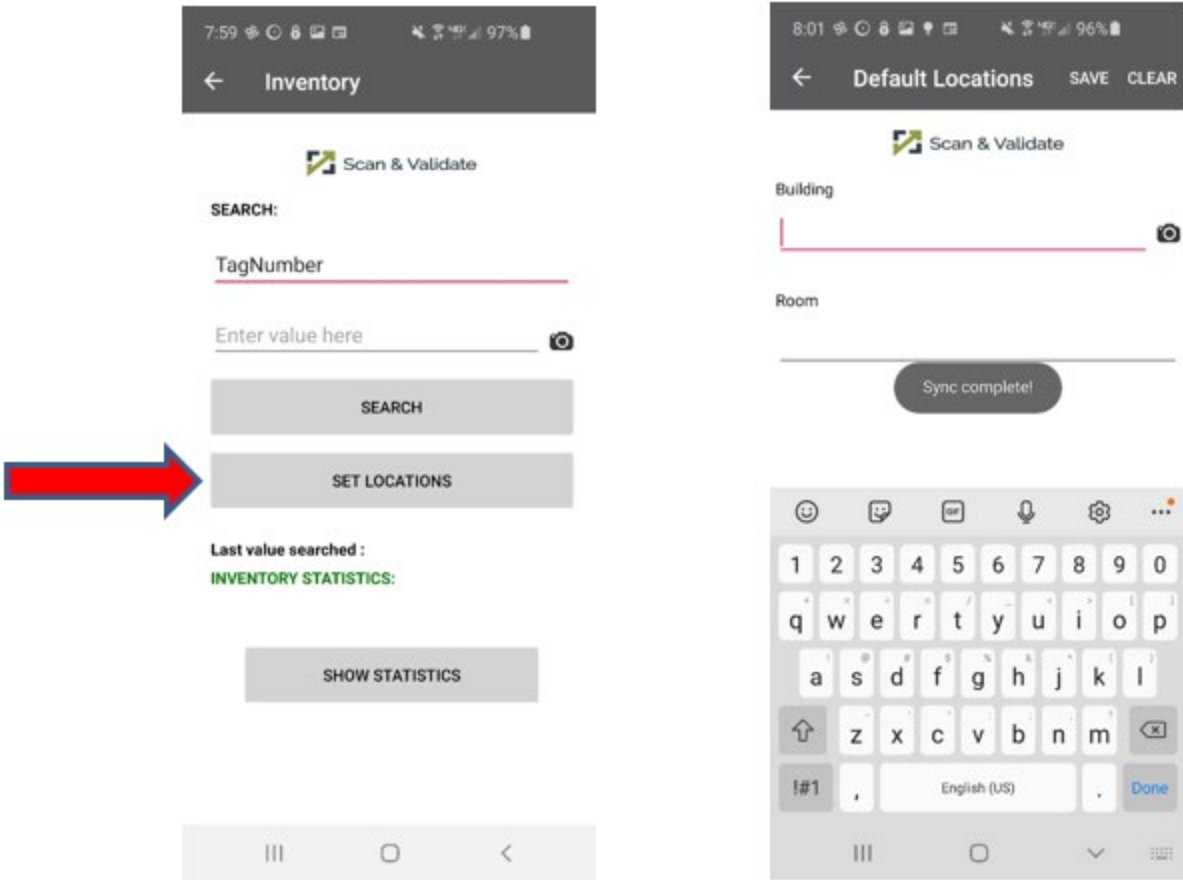 7:59 97%
Inventory
Scan & Validate
SEARCH:
TagNumber
Enter value here
SEARCH
SET LOCATIONS
Last value searched :
INVENTORY STATISTICS:
SHOW STATISTICS
8:01 96%
Default Locations SAVE CLEAR
Scan & Validate
Building
Room
Sync complete!
GIF
1 2 3 4 5 6 7 8 9 0
q w e r t y u i o p
a s d f g h j k l
z x c v b n m
!#1 , English (US) . Done